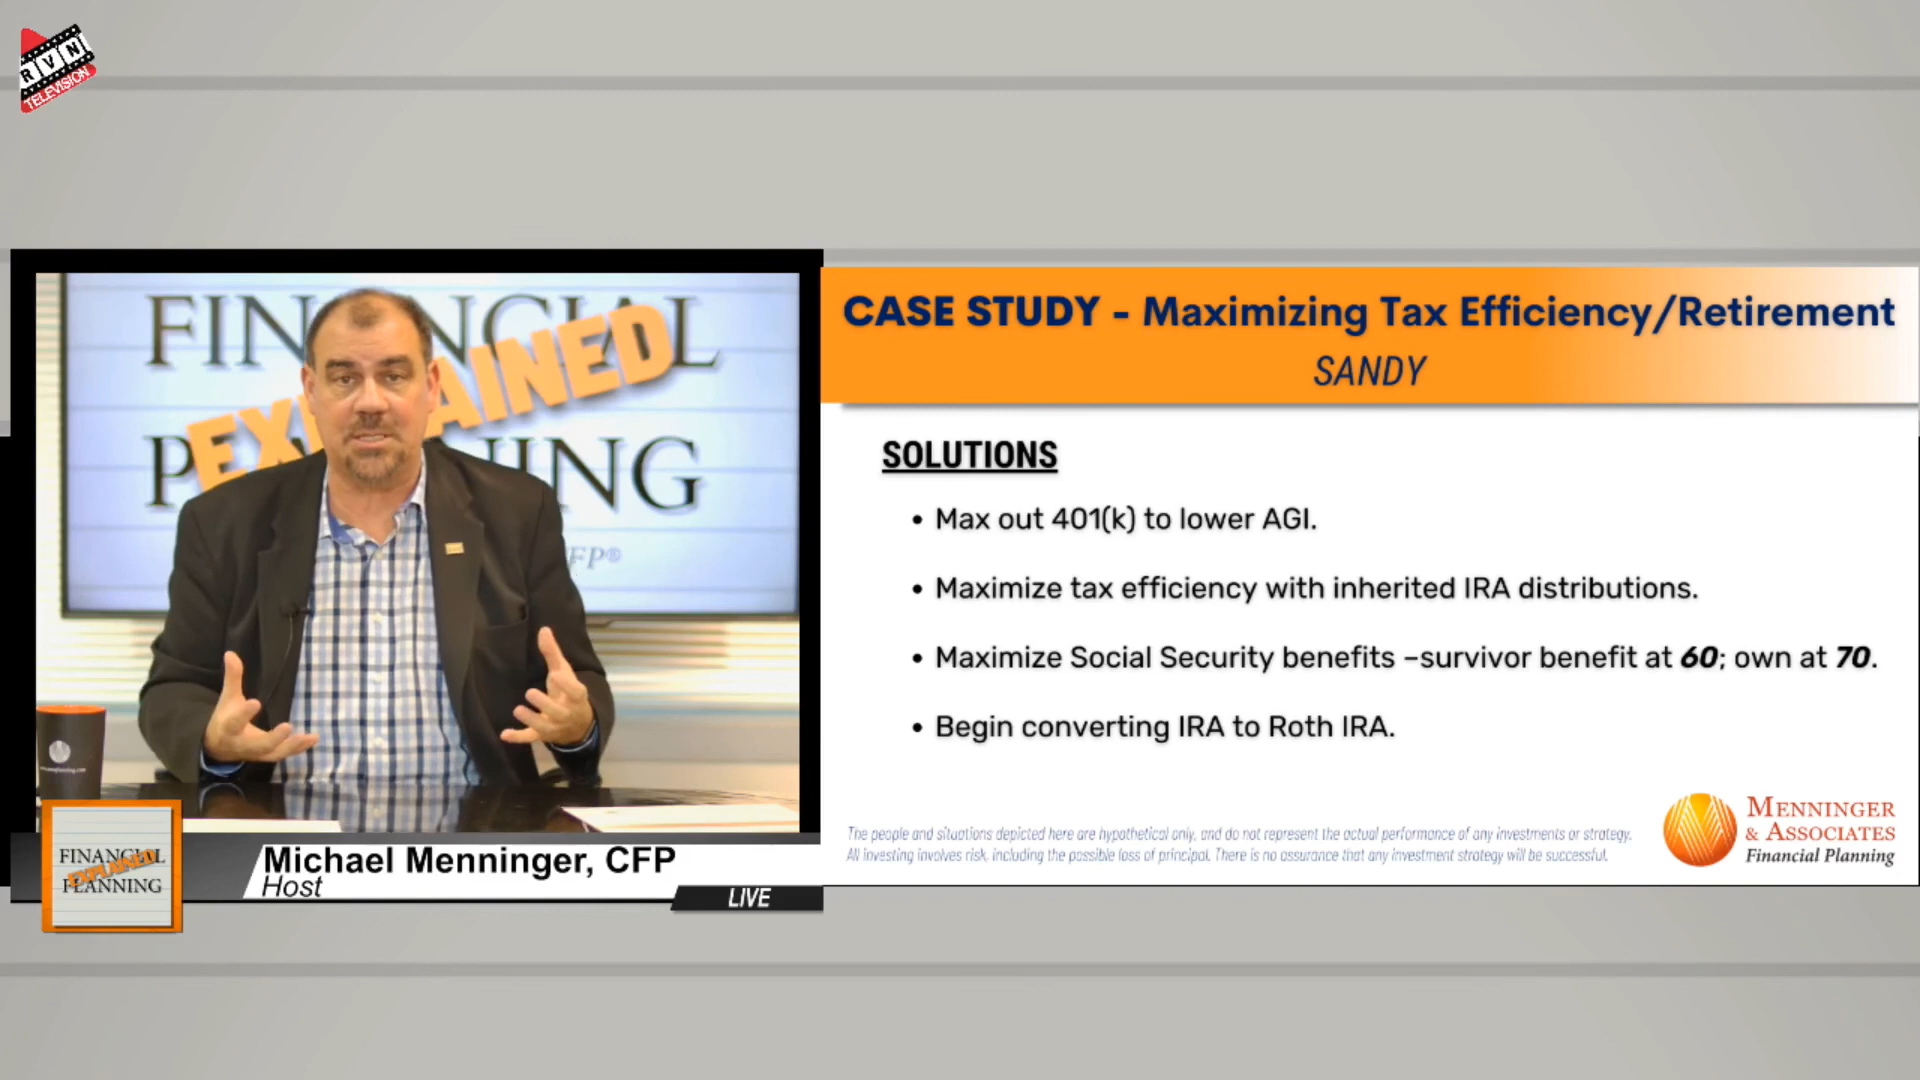 RVN
TELEVISION
FINANCIAL
EXPLAINED
PLANNING
CFP®
CASE STUDY - Maximizing Tax Efficiency/Retirement
SANDY
SOLUTIONS
• Max out 401(k) to lower AGI.
• Maximize tax efficiency with inherited IRA distributions.
• Maximize Social Security benefits –survivor benefit at 60; own at 70.
• Begin converting IRA to Roth IRA.
The people and situations depicted here are hypothetical only, and do not represent the actual performance of any investments or strategy.
All investing involves risk, including the possible loss of principal. There is no assurance that any investment strategy will be successful.
MENNINGER
& ASSOCIATES
Financial Planning
FINANCIAL
EXPLAINED
PLANNING
Michael Menninger, CFP
Host
LIVE